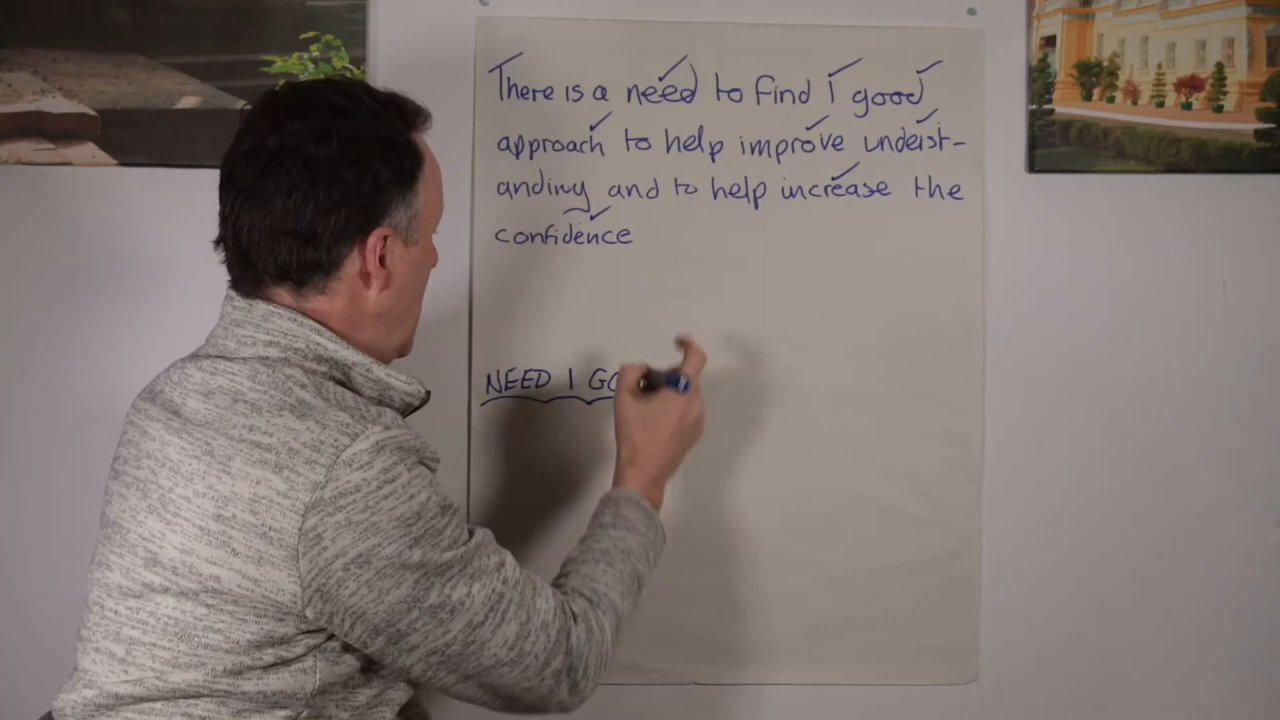 There is a need to find 1 good
approach to help improve underst-
anding and to help increase the
confidence
NEED 1 GO